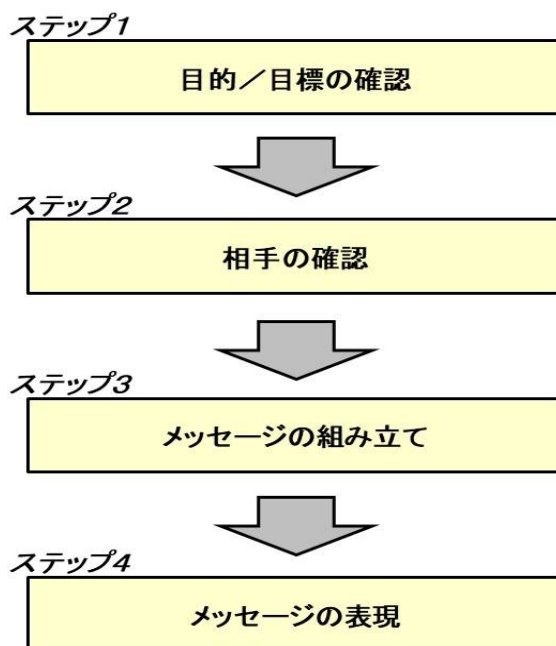 ステップ1
目的／目標の確認
ステップ2
相手の確認
ステップ3
メッセージの組み立て
ステップ4
メッセージの表現